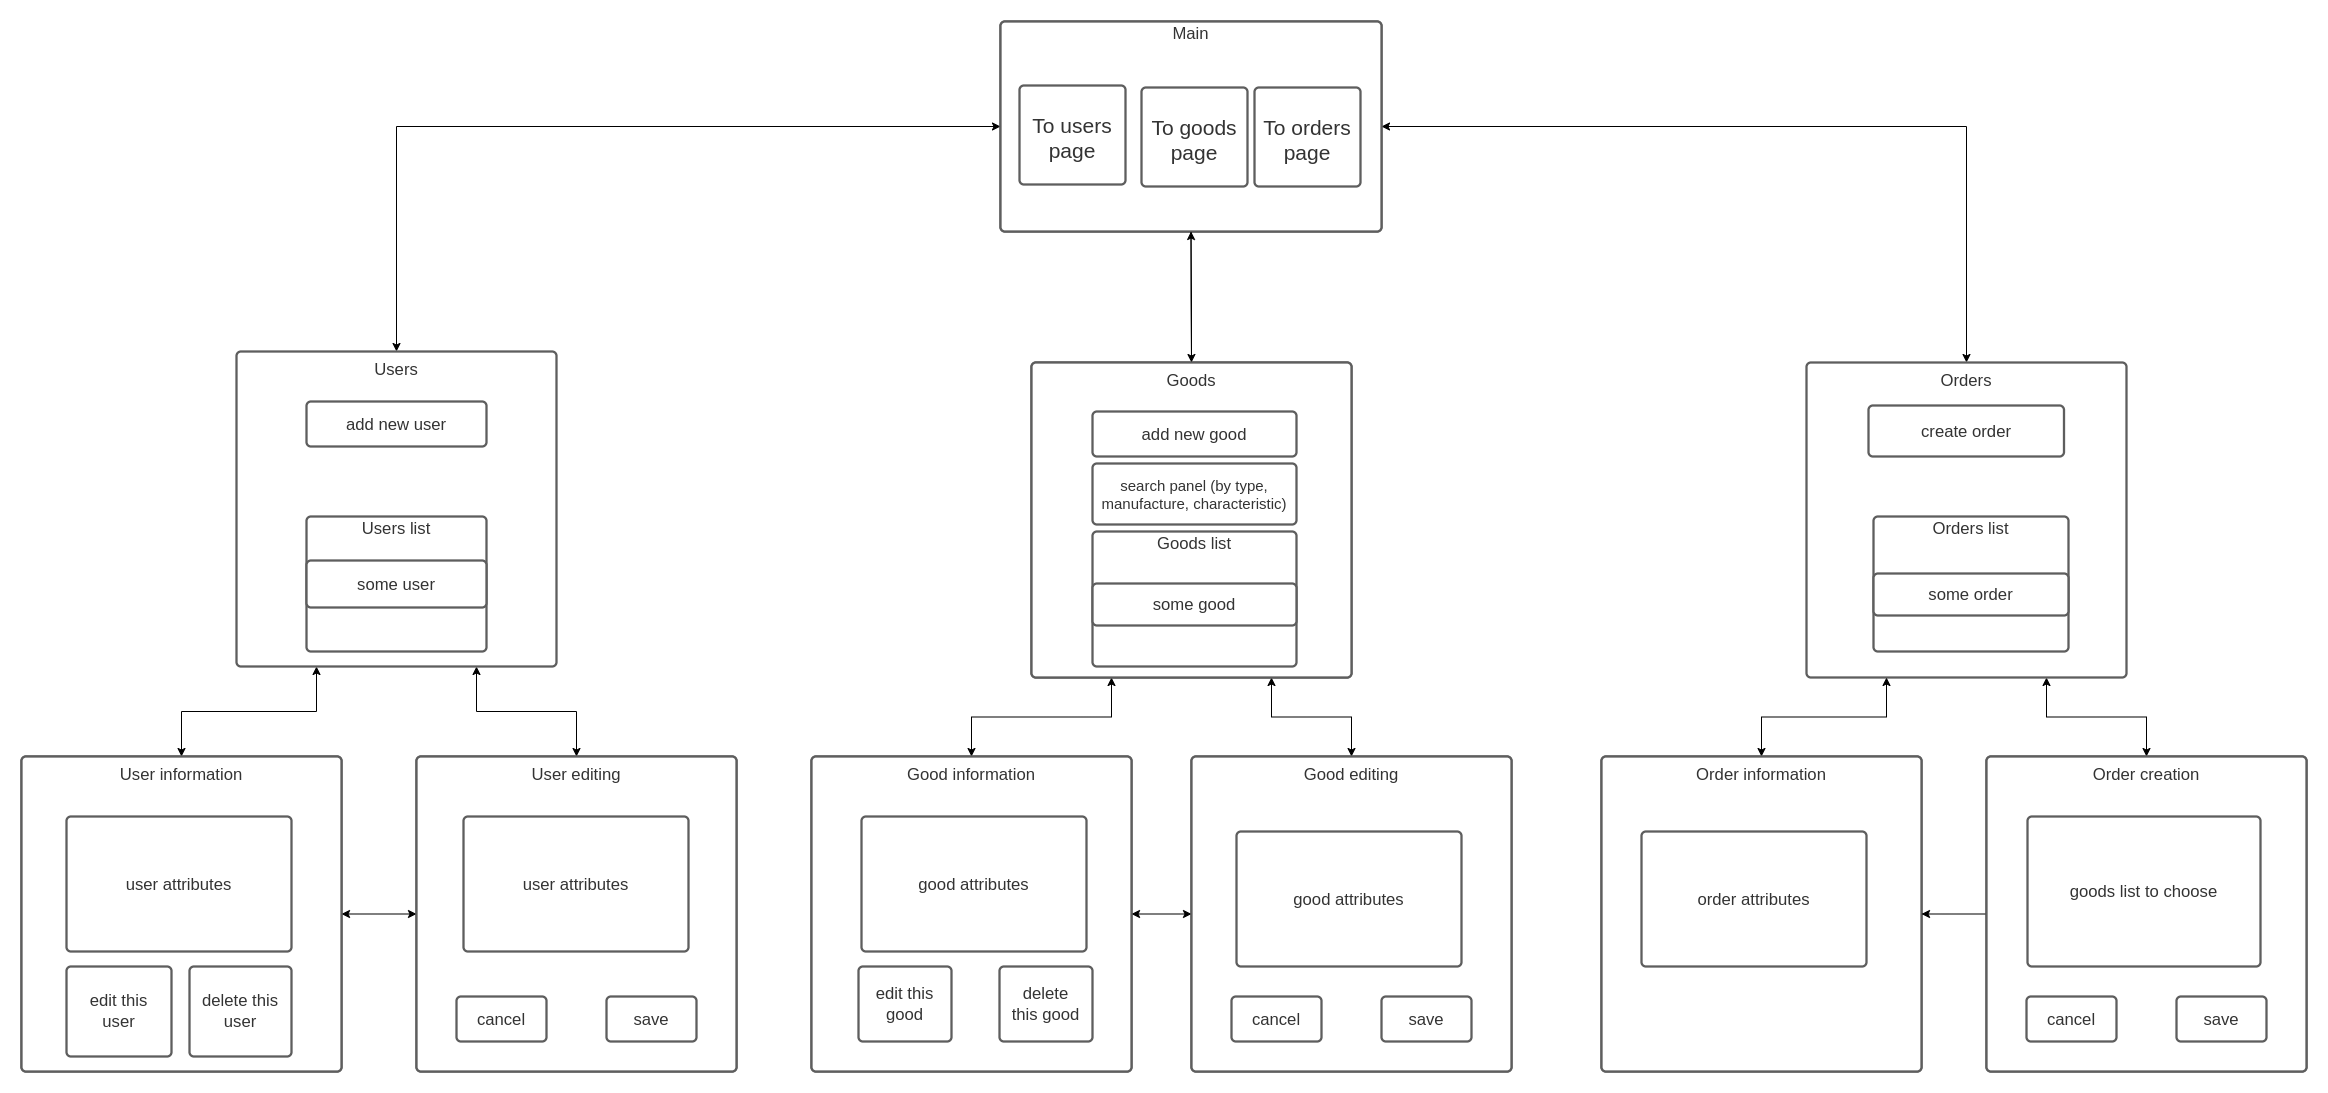 Main
To users
page
To goods
page
To orders
page
Users
add new user
Users list
some user
Goods
add new good
search panel (by type,
manufacture, characteristic)
Goods list
some good
Orders
create order
Orders list
some order
User information
user attributes
edit this
user
delete this
user
User editing
user attributes
cancel
save
Good information
good attributes
edit this
good
delete
this good
Good editing
good attributes
cancel
save
Order information
order attributes
Order creation
goods list to choose
cancel
save